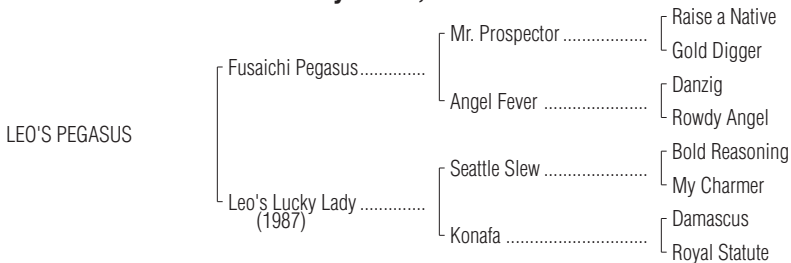 Raise a Native
Mr. Prospector ..................
Gold Digger
Fusaichi Pegasus..............
Danzig
Angel Fever ......................
Rowdy Angel
LEO'S PEGASUS
Bold Reasoning
Seattle Slew ......................
My Charmer
Leo's Lucky Lady ..............
(1987)
Damascus
Konafa ..............................
Royal Statute